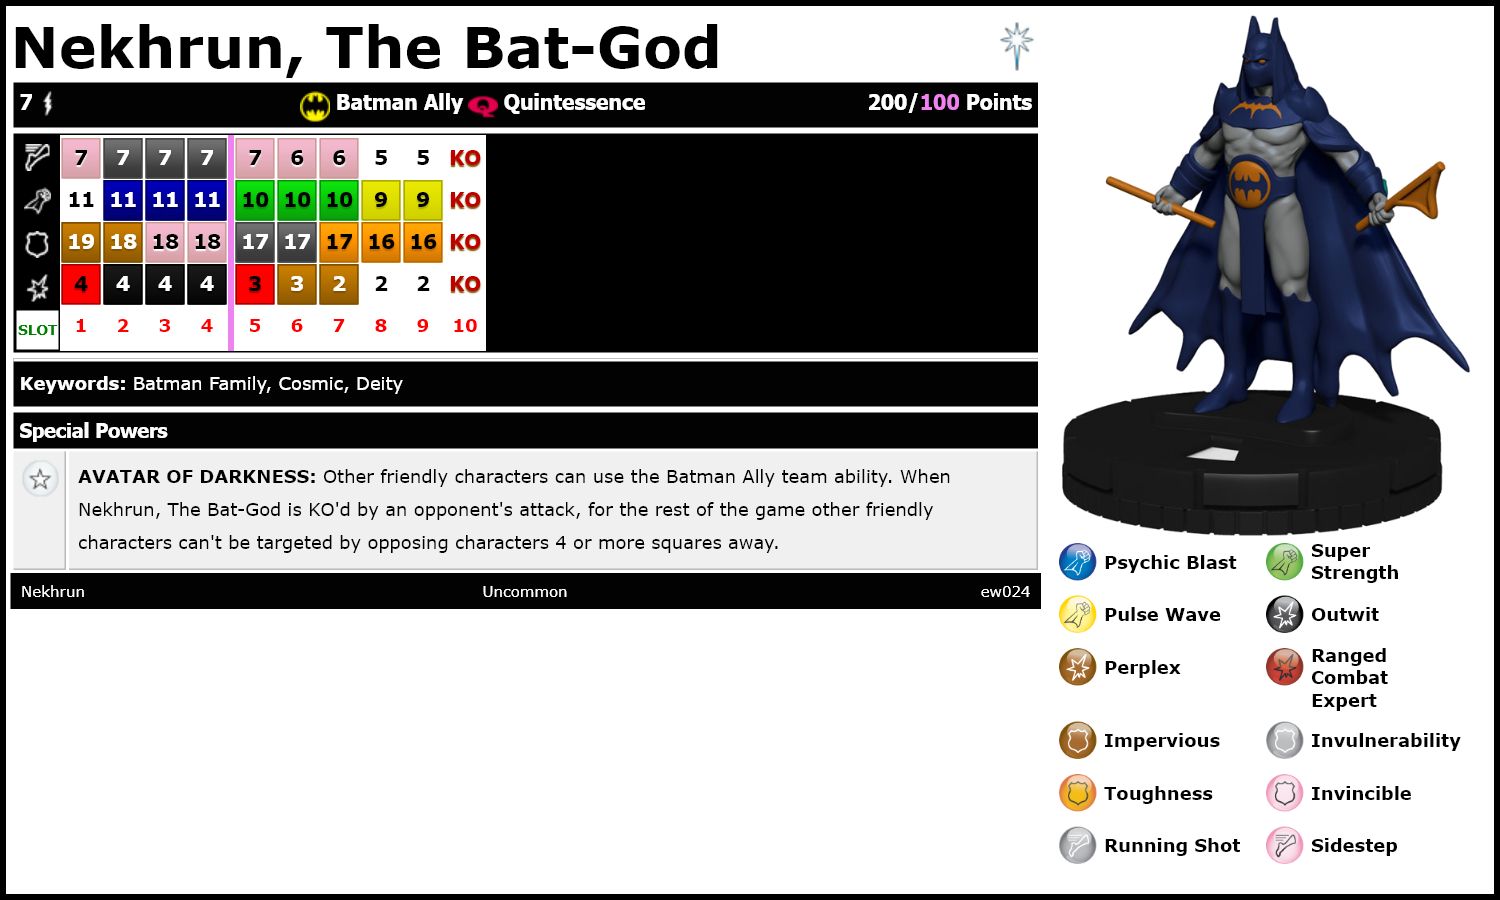 Nekhrun, The Bat-God
7 Batman Ally Quintessence 200/100 Points
7 7 7 7 7 6 6 5 5 KO
11 11 11 11 10 10 10 9 9 KO
19 18 18 18 17 17 17 16 16 KO
4 4 4 4 3 3 2 2 2 KO
SLOT 1 2 3 4 5 6 7 8 9 10
Keywords: Batman Family, Cosmic, Deity
Special Powers
AVATAR OF DARKNESS: Other friendly characters can use the Batman Ally team ability. When
Nekhrun, The Bat-God is KO'd by an opponent's attack, for the rest of the game other friendly
characters can't be targeted by opposing characters 4 or more squares away.
Nekhrun Uncommon ew024
Psychic Blast
Super
Strength
Pulse Wave
Outwit
Perplex
Ranged
Combat
Expert
Impervious
Invulnerability
Toughness
Invincible
Running Shot
Sidestep